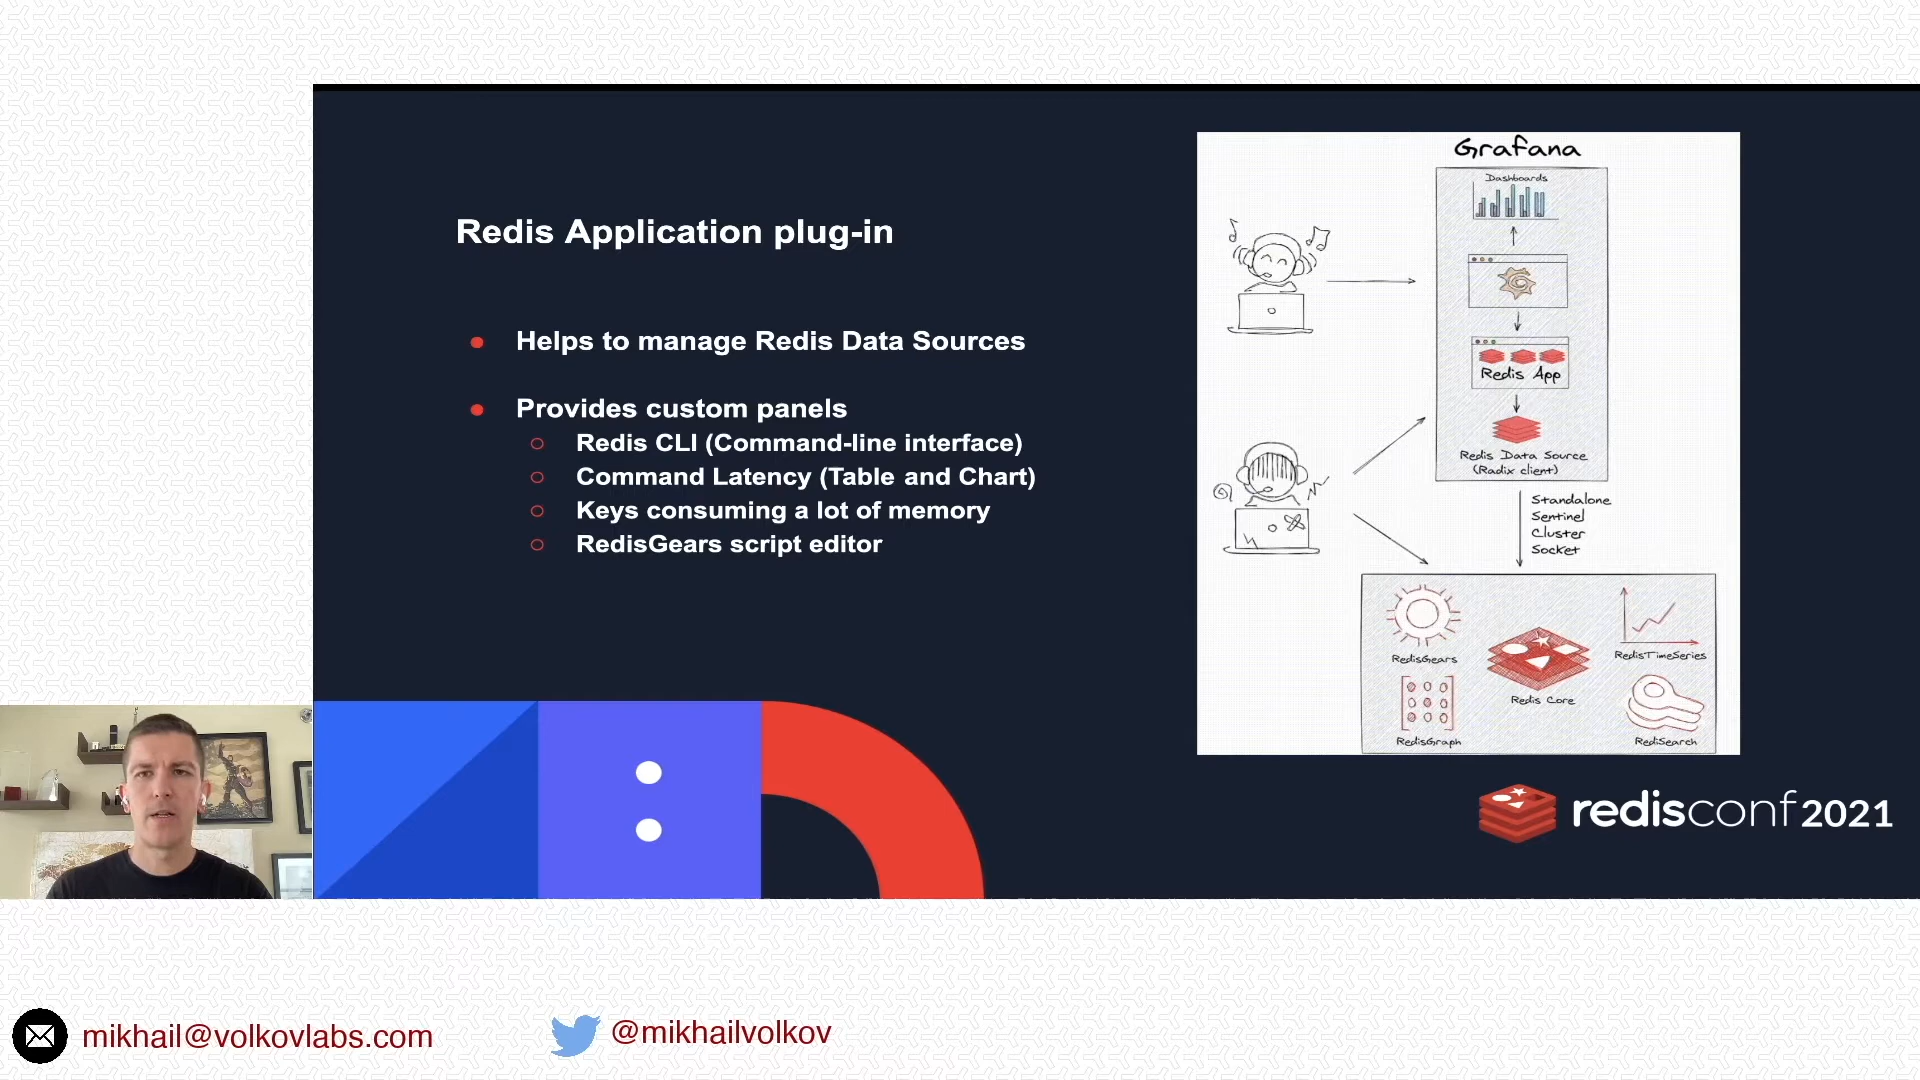 Redis Application plug-in
Helps to manage Redis Data Sources
Provides custom panels
Redis CLI (Command-line interface)
Command Latency (Table and Chart)
Keys consuming a lot of memory
RedisGears script editor
Grafana
Dashboards
Redis App
Redis Data Source
(Radix client)
Standalone
Sentinel
Cluster
Socket
RedisGears
RedisTimeSeries
Redis Core
RedisGraph
RediSearch
redisconf2021
mikhail@volkovlabs.com
@mikhailvolkov